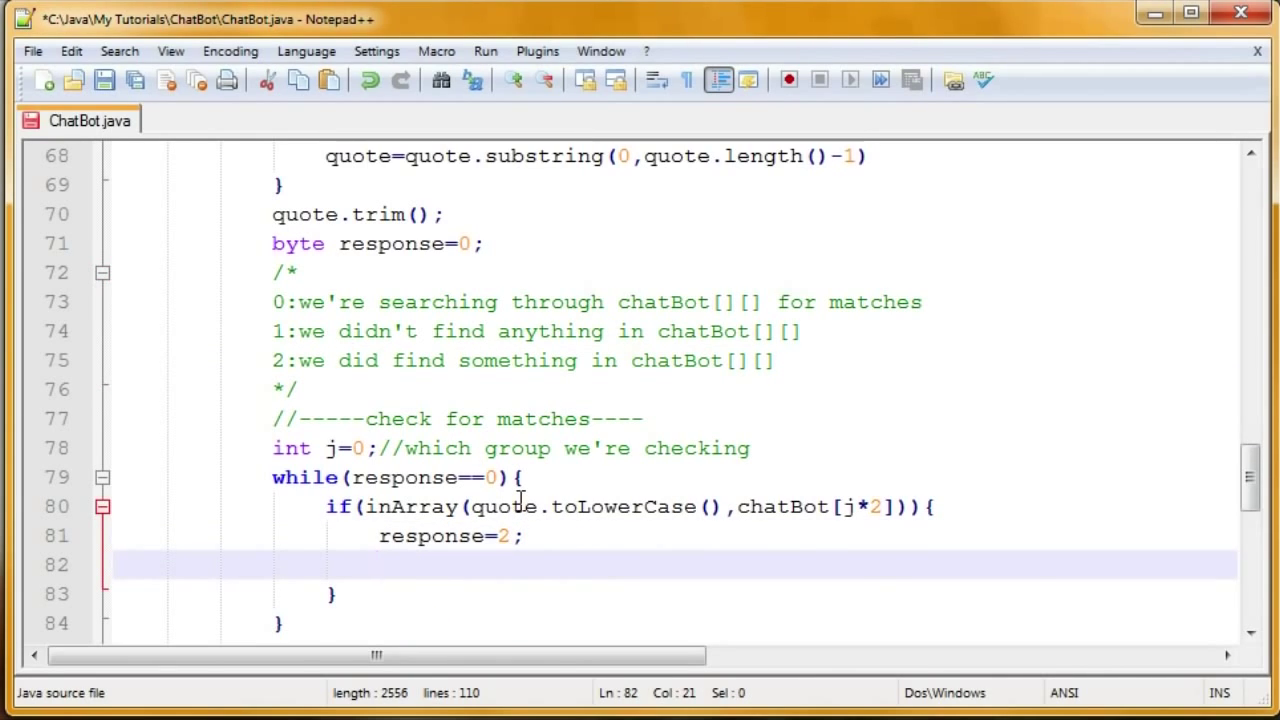 *C:\Java\My Tutorials\ChatBot\ChatBot.java - Notepad++
File Edit Search View Encoding Language Settings Macro Run Plugins Window ? X
ABC
ChatBot.java
68 quote=quote.substring(0,quote.length()-1)
69 }
70 quote.trim();
71 byte response=0;
72 /*
73 0:we're searching through chatBot[][] for matches
74 1:we didn't find anything in chatBot[][]
75 2:we did find something in chatBot[][]
76 */
77 //-----check for matches----
78 int j=0;//which group we're checking
79 while(response==0){
80 if(inArray(quote.toLowerCase(),chatBot[j*2])){
81 response=2;
82
83 }
84 }
Java source file length : 2556 lines : 110 Ln : 82 Col : 21 Sel : 0 Dos\Windows ANSI INS